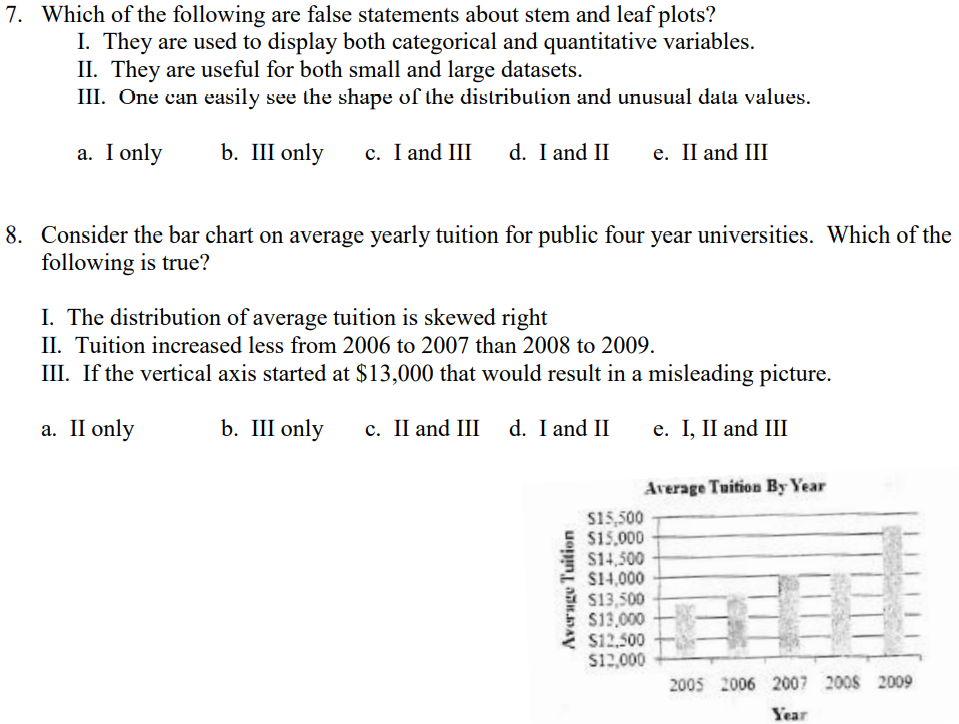 7. Which of the following are false statements about stem and leaf plots?
I. They are used to display both categorical and quantitative variables.
II. They are useful for both small and large datasets.
III. One can easily see the shape of the distribution and unusual data values.
a. I only b. III only c. I and III d. I and II e. II and III
8. Consider the bar chart on average yearly tuition for public four year universities. Which of the
following is true?
I. The distribution of average tuition is skewed right
II. Tuition increased less from 2006 to 2007 than 2008 to 2009.
III. If the vertical axis started at $13,000 that would result in a misleading picture.
a. II only b. III only c. II and III d. I and II e. I, II and III
Average Tuition By Year
Average Tuition
$15,500
$15,000
$14,500
$14,000
$13,500
$13,000
$12,500
$12,000
2005 2006 2007 2008 2009
Year